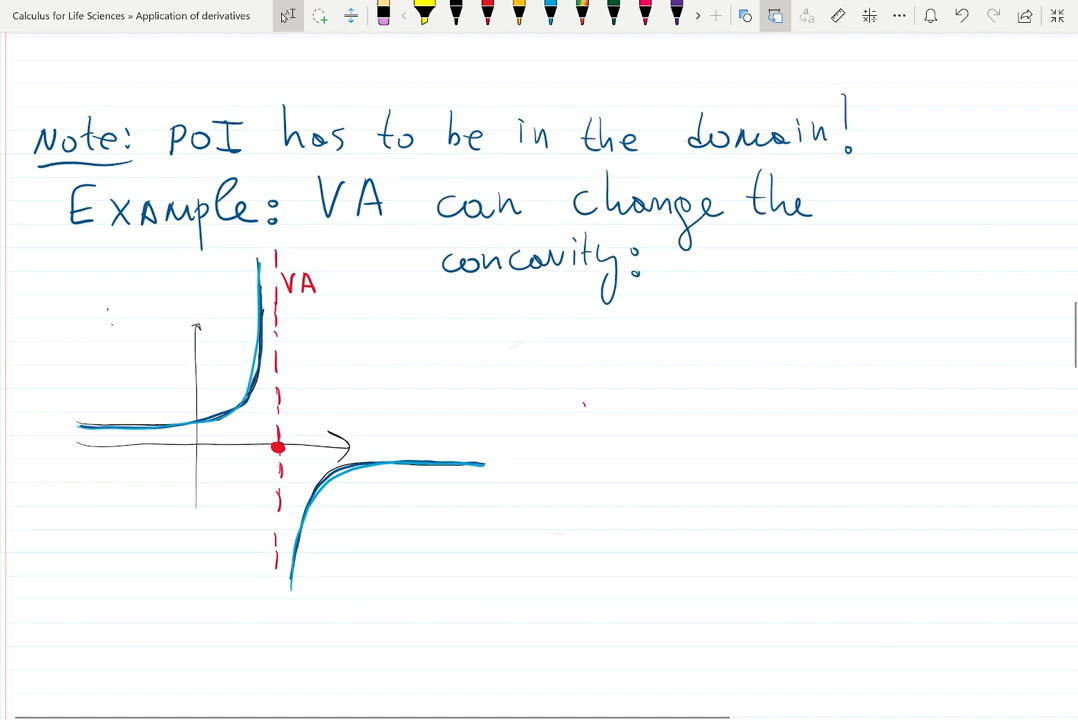 Calculus for Life Sciences » Application of derivatives
Note: POI has to be in the domain!
Example: VA can change the
concavity:
VA